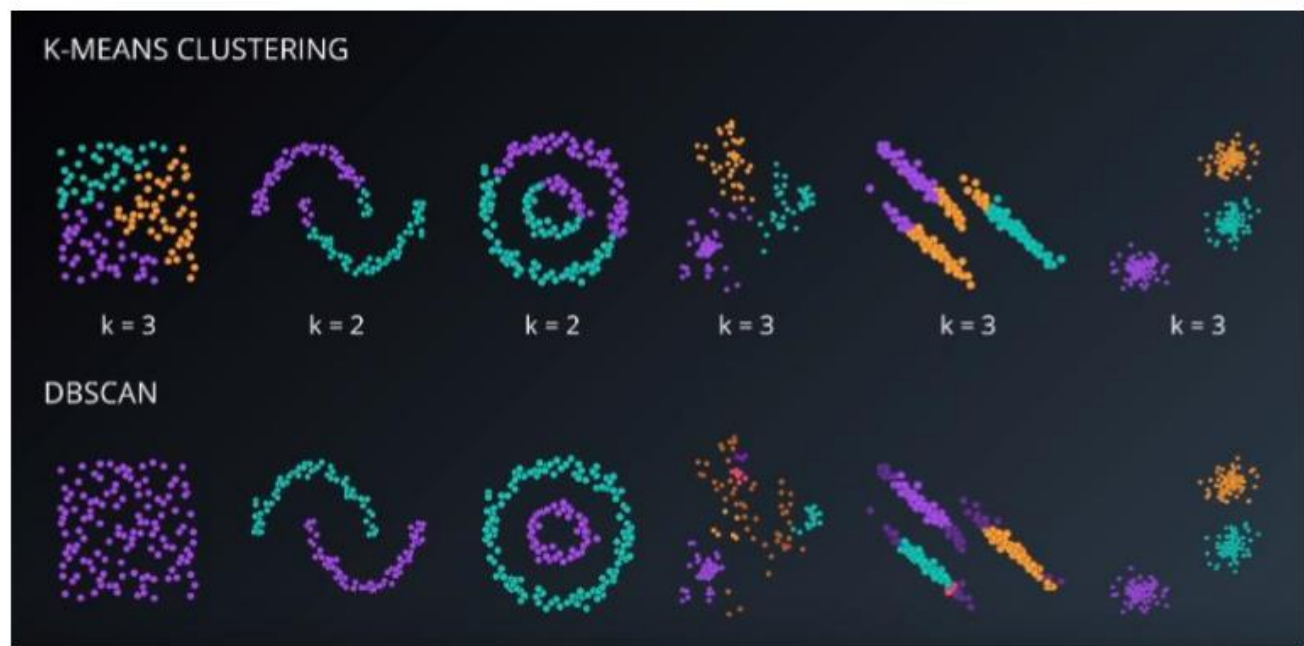 K-MEANS CLUSTERING
k = 3
k = 2
k = 2
k = 3
k = 3
k = 3
DBSCAN